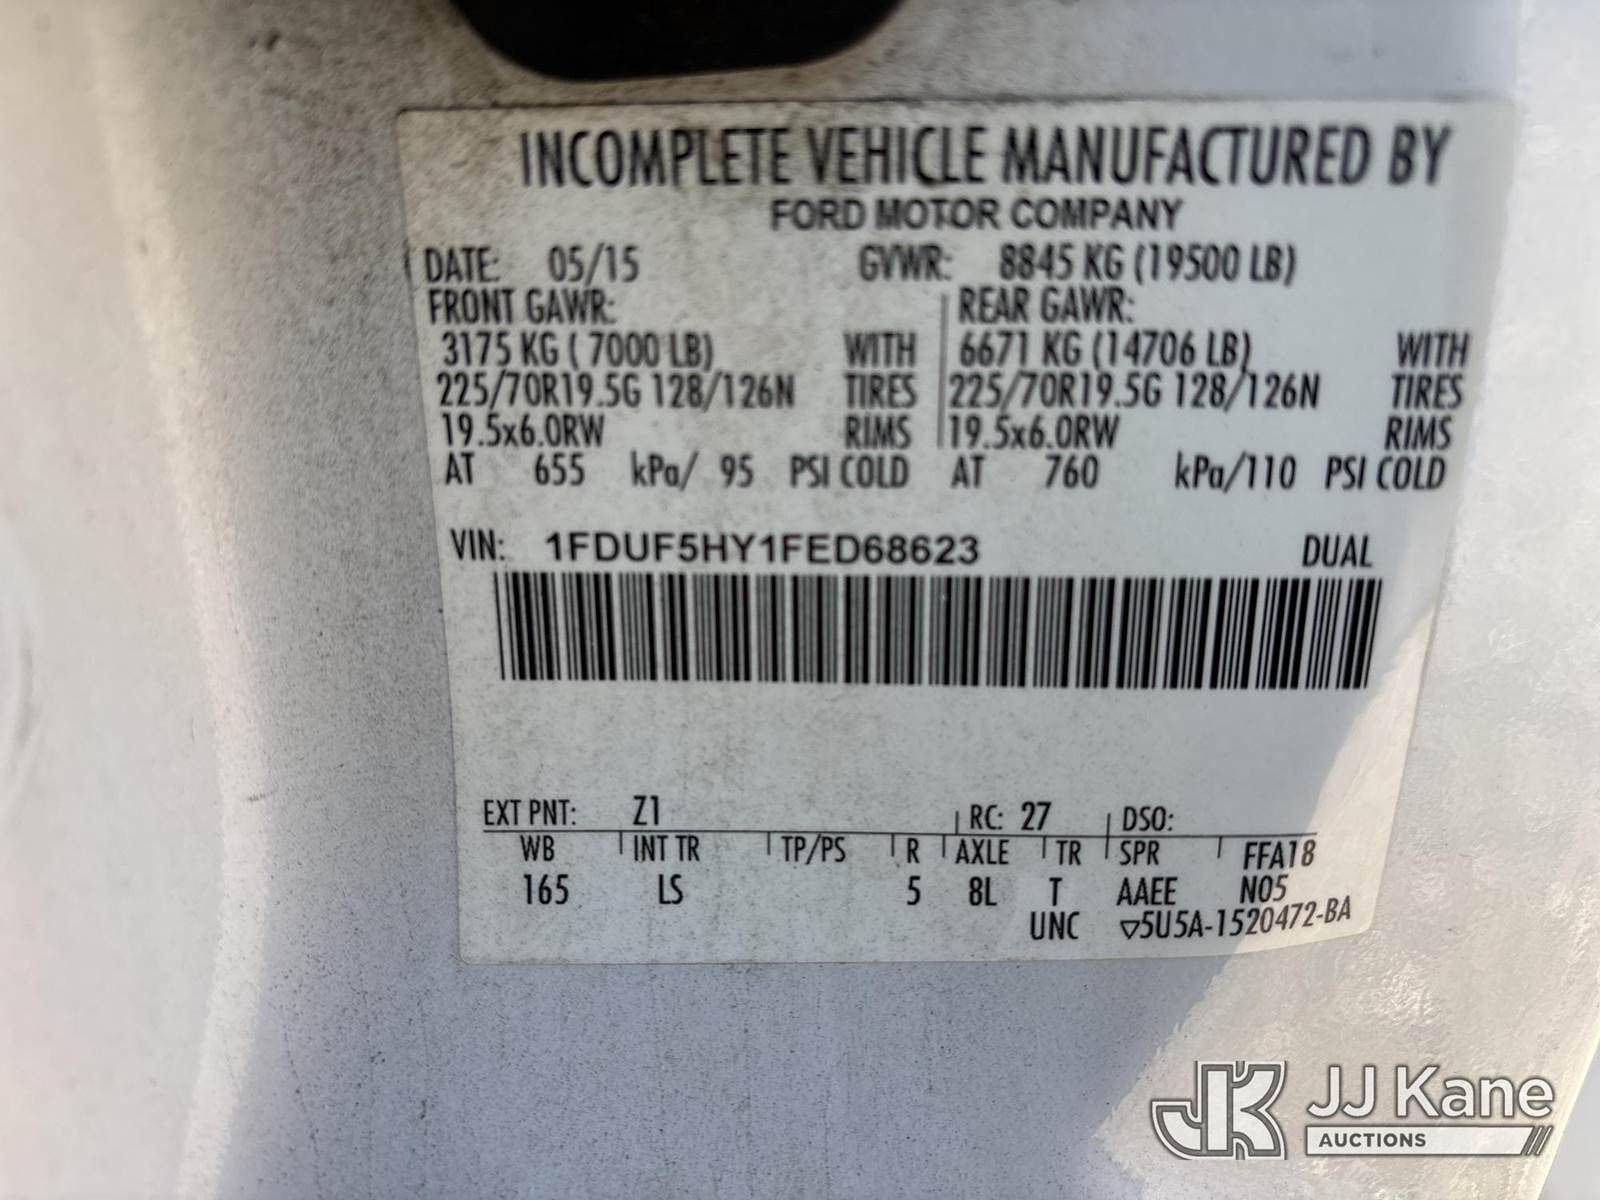 INCOMPLETE VEHICLE MANUFACTURED BY
FORD MOTOR COMPANY
DATE: 05/15 GVWR: 8845 KG (19500 LB)
FRONT GAWR: REAR GAWR:
3175 KG ( 7000 LB) WITH 6671 KG (14706 LB) WITH
225/70R19.5G 128/126N TIRES 225/70R19.5G 128/126N TIRES
19.5x6.0RW RIMS 19.5x6.0RW RIMS
AT 655 kPa/ 95 PSI COLD AT 760 kPa/110 PSI COLD
VIN: 1FDUF5HY1FED68623 DUAL
EXT PNT: Z1 RC: 27 DSO:
WB INT TR TP/PS R AXLE TR SPR FFA18
165 LS 5 8L T AAEE N05
UNC ▽5U5A-1520472-BA
JK JJ Kane
AUCTIONS